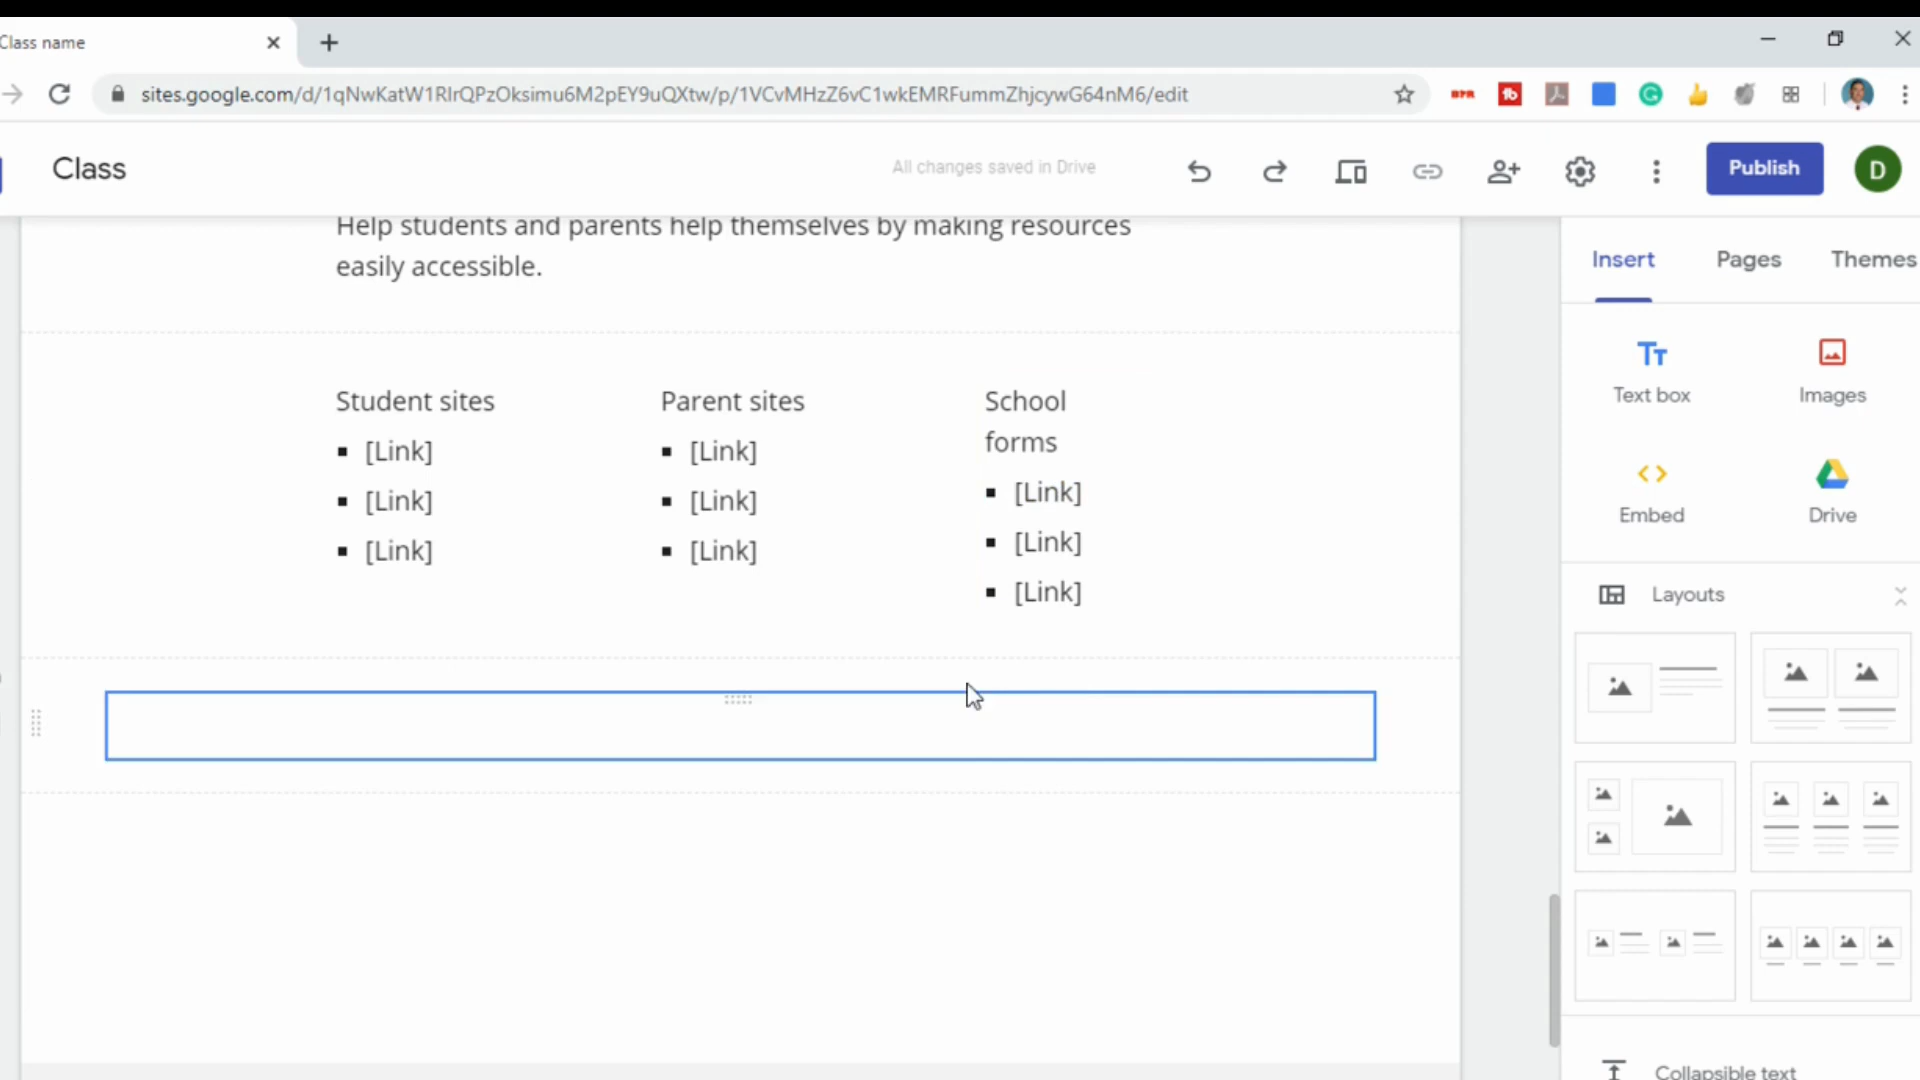 Class name
sites.google.com/d/1qNwKatW1RIrQPzOksimu6M2pEY9uQXtw/p/1VCvMHzZ6vC1wkEMRFummZhjcywG64nM6/edit
Class
All changes saved in Drive
Publish
D
Help students and parents help themselves by making resources
easily accessible.
Insert
Pages
Themes
Text box
Images
Embed
Drive
Student sites
▪ [Link]
▪ [Link]
▪ [Link]
Parent sites
▪ [Link]
▪ [Link]
▪ [Link]
School
forms
▪ [Link]
▪ [Link]
▪ [Link]
Layouts
Collapsible text